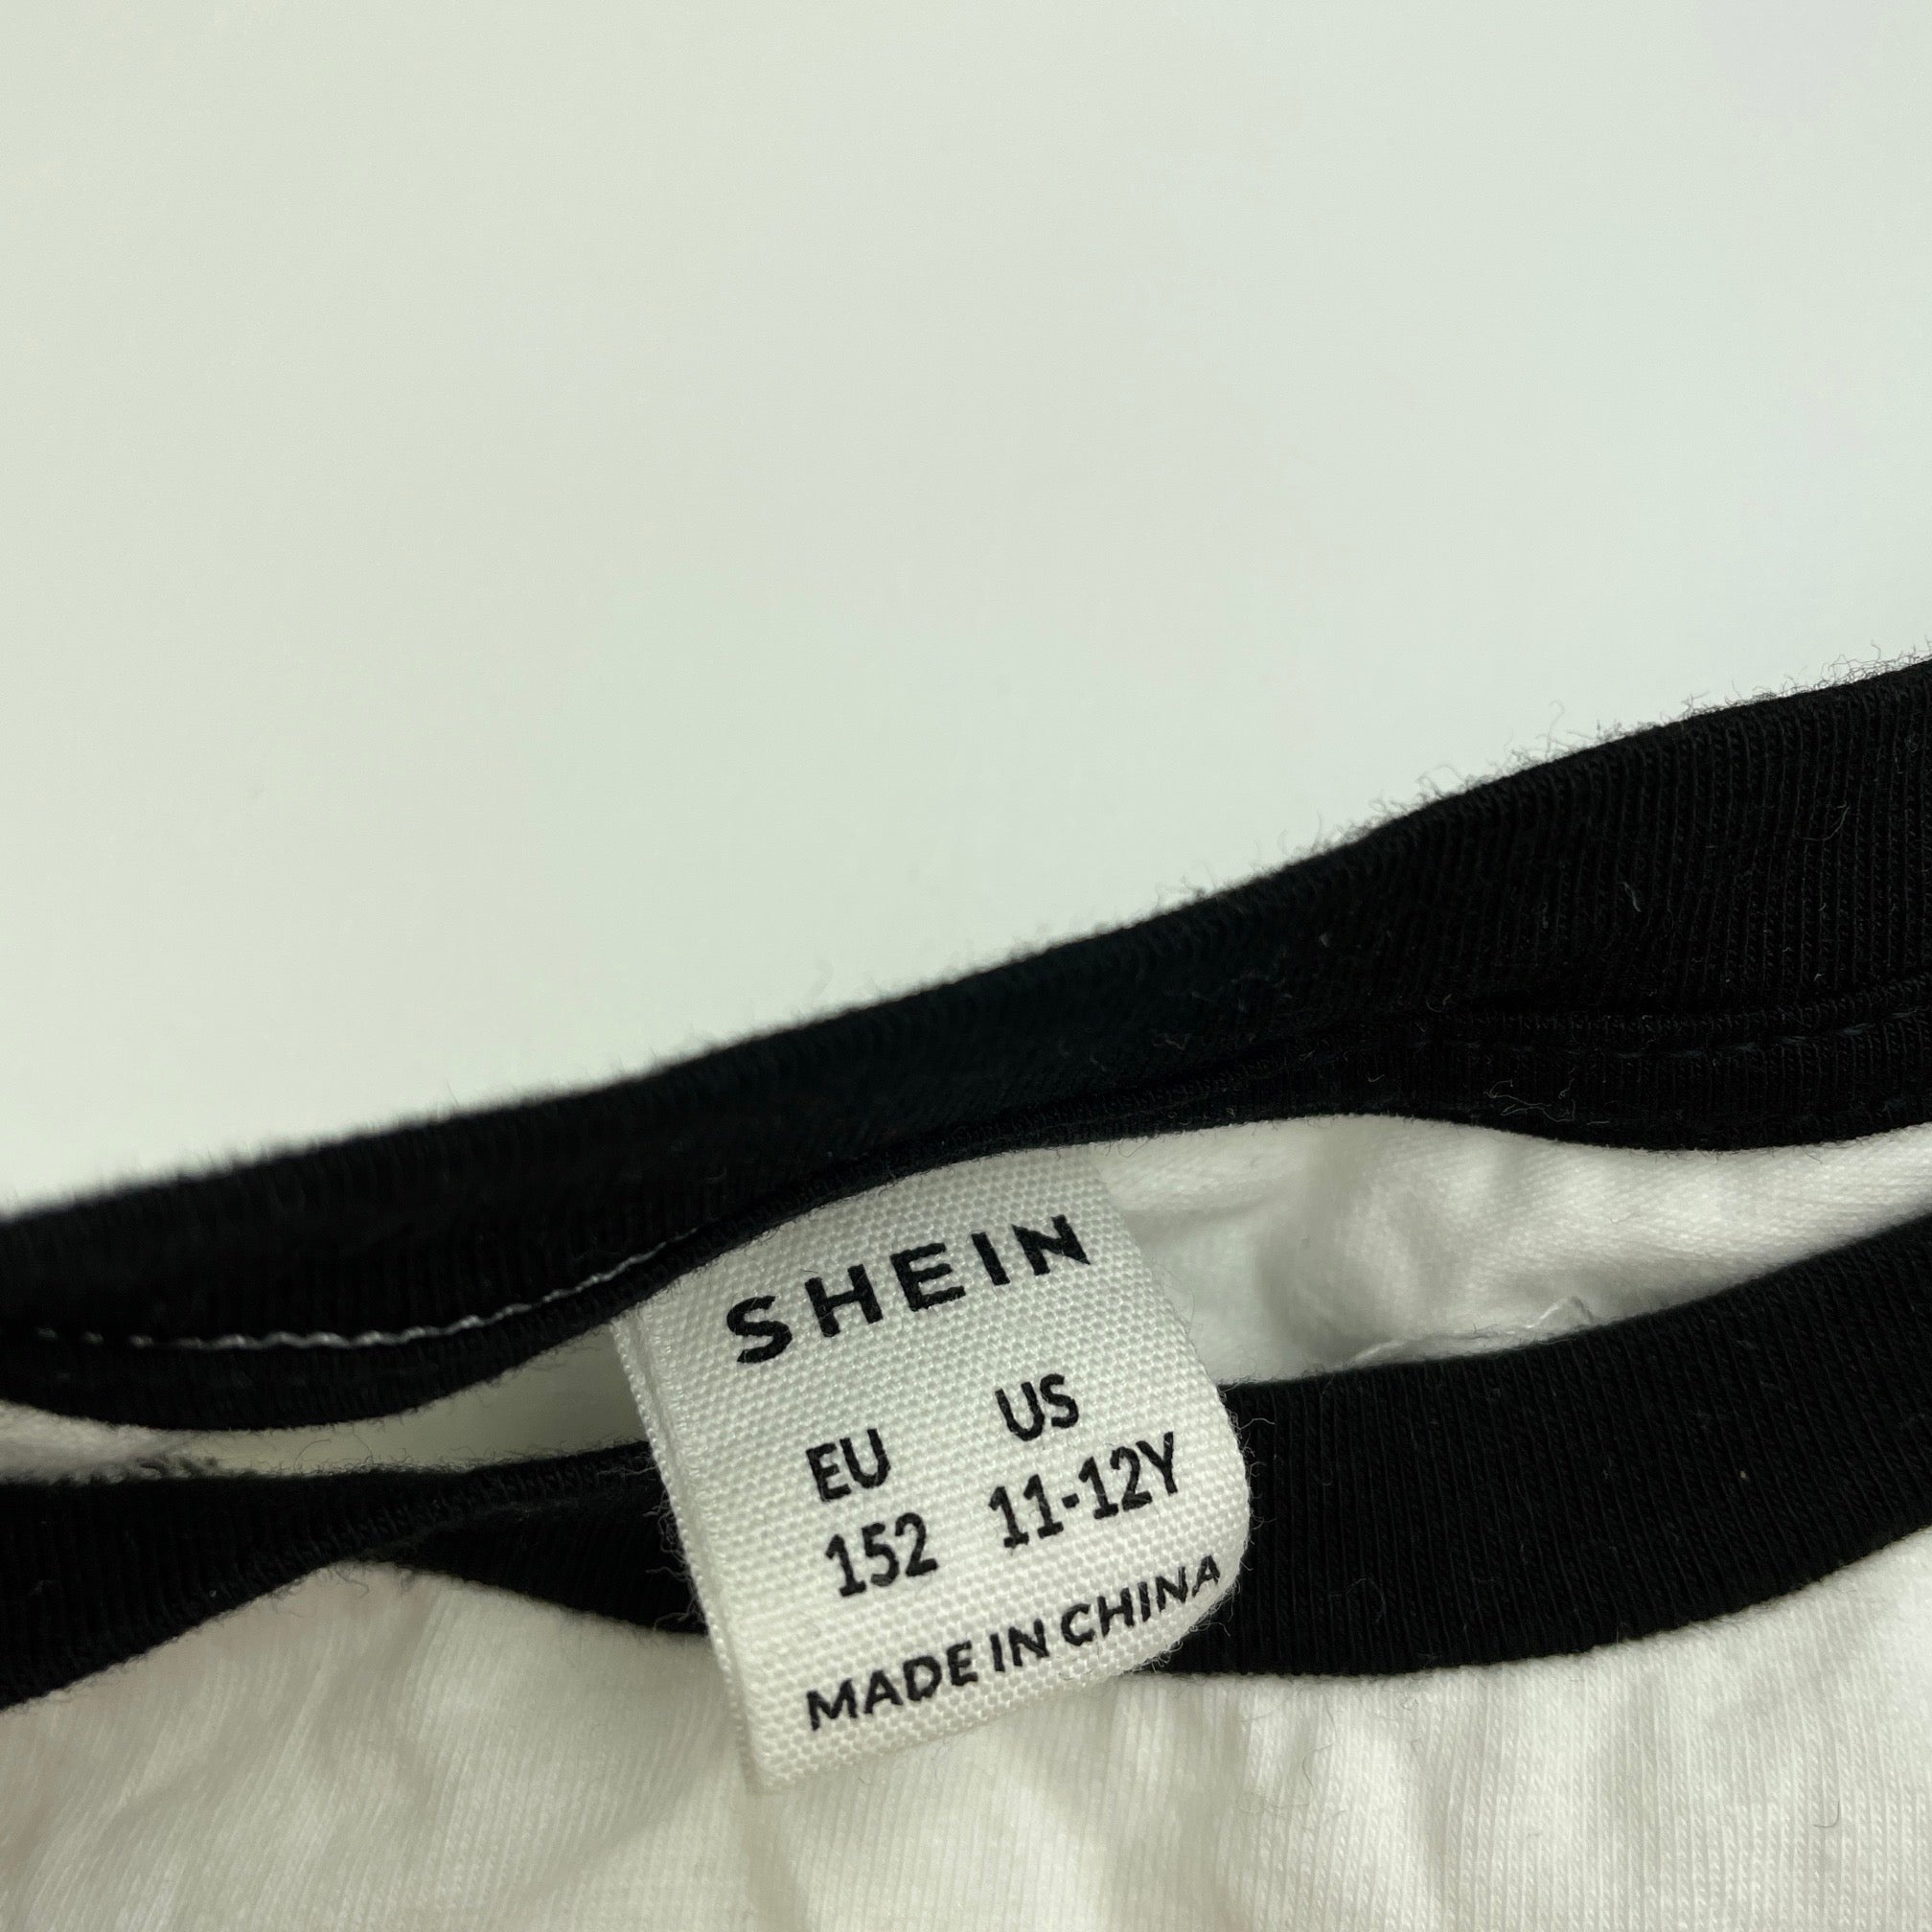 SHEIN
EU US
152 11-12Y
MADE IN CHINA